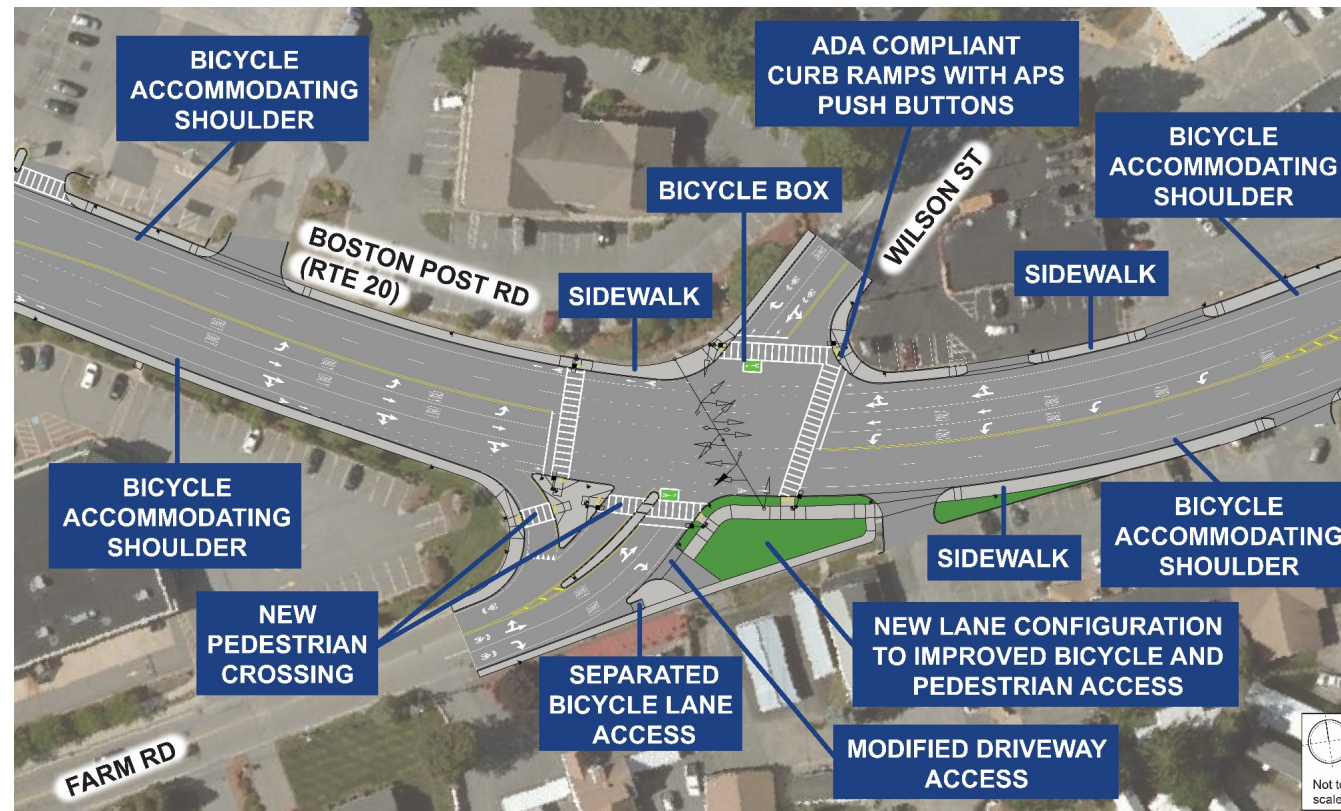 BICYCLE
ACCOMMODATING
SHOULDER
ADA COMPLIANT
CURB RAMPS WITH APS
PUSH BUTTONS
BICYCLE
ACCOMMODATING
SHOULDER
BICYCLE BOX
WILSON ST
BOSTON POST RD
(RTE 20)
SIDEWALK
SIDEWALK
BICYCLE
ACCOMMODATING
SHOULDER
BICYCLE
ACCOMMODATING
SHOULDER
SIDEWALK
NEW
PEDESTRIAN
CROSSING
SEPARATED
BICYCLE LANE
ACCESS
NEW LANE CONFIGURATION
TO IMPROVED BICYCLE AND
PEDESTRIAN ACCESS
MODIFIED DRIVEWAY
ACCESS
FARM RD
Not to
scale